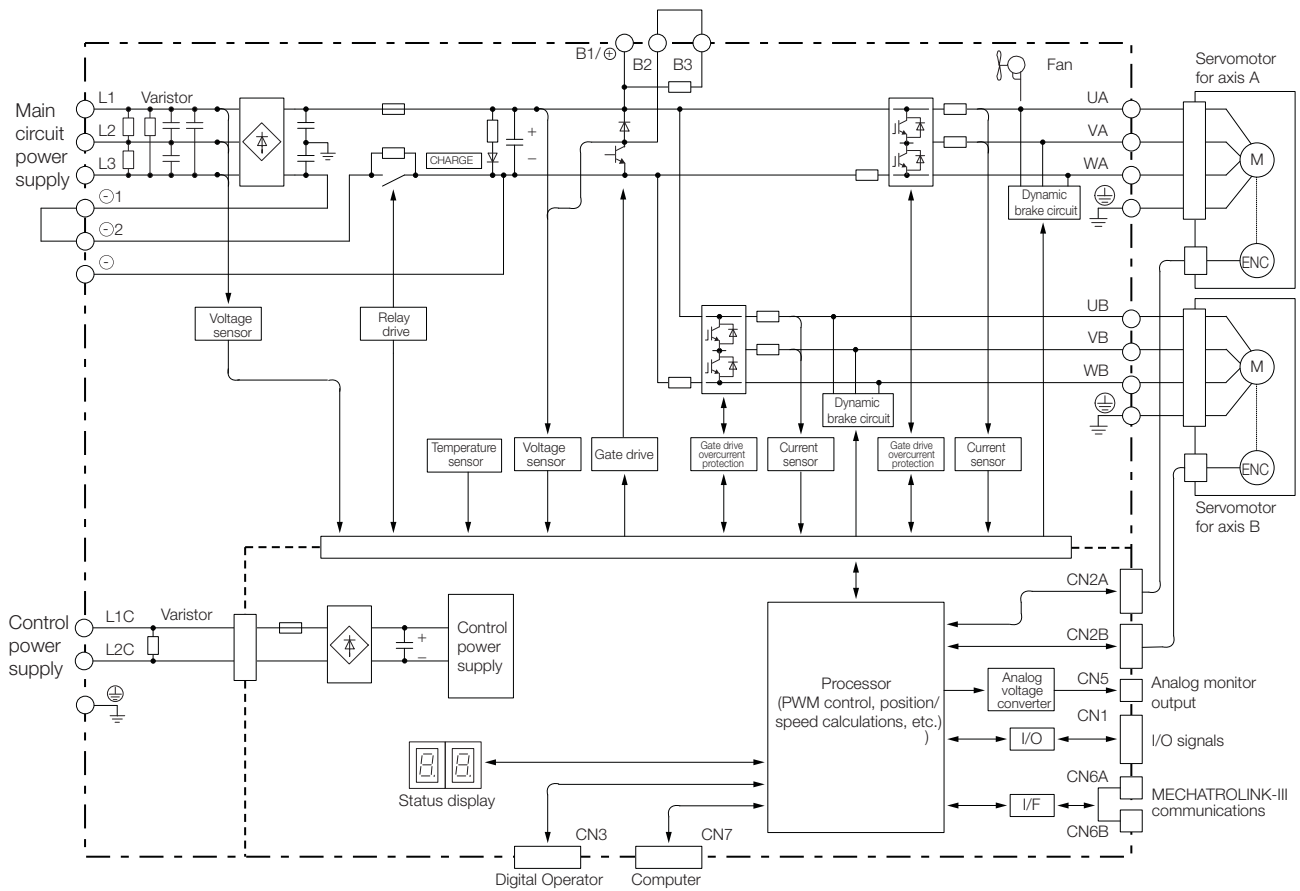 B1/⊕
B2
B3
Fan
Servomotor
for axis A
Main
circuit
power
supply
L1
Varistor
L2
L3
⊖1
⊖2
⊖
CHARGE
+
–
UA
VA
WA
M
Dynamic
brake circuit
ENC
Voltage
sensor
Relay
drive
UB
VB
WB
M
Dynamic
brake circuit
Temperature
sensor
Voltage
sensor
Gate drive
Gate drive
overcurrent
protection
Current
sensor
Gate drive
overcurrent
protection
Current
sensor
ENC
Servomotor
for axis B
Control
power
supply
L1C
Varistor
L2C
+
–
Control
power
supply
Processor
(PWM control, position/
speed calculations, etc.)
)
CN2A
CN2B
Analog
voltage
converter
CN5
Analog monitor
output
CN1
I/O
I/O signals
CN6A
I/F
MECHATROLINK-III
communications
CN6B
8.
8.
Status display
CN3
CN7
Digital Operator
Computer